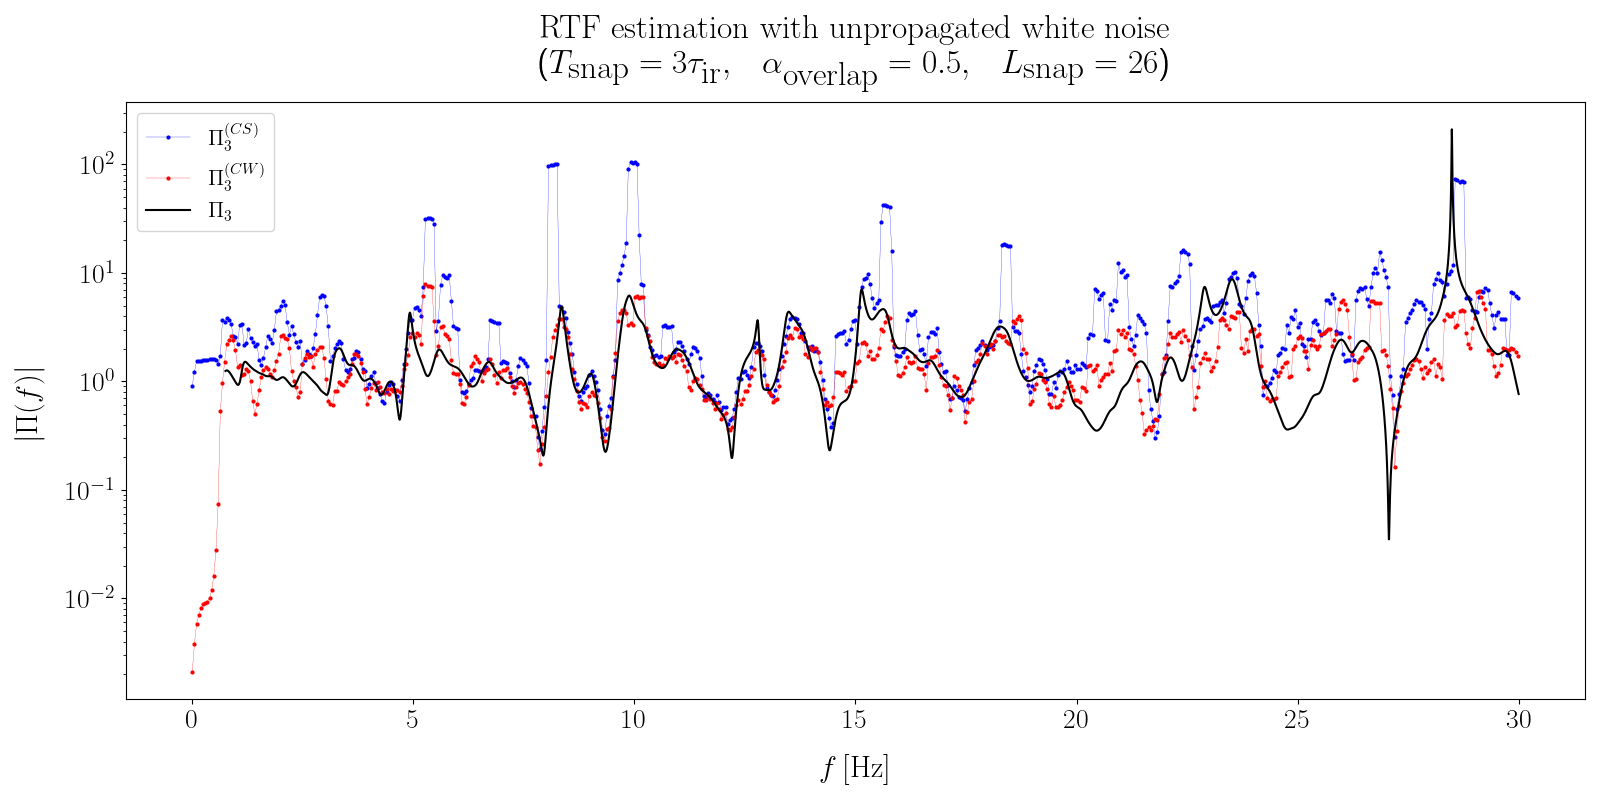 RTF estimation with unpropagated white noise
(T_snap = 3τ_ir, α_overlap = 0.5, L_snap = 26)
Π_3^(CS)
Π_3^(CW)
Π_3
|Π(f)|
10^2
10^1
10^0
10^−1
10^−2
0 5 10 15 20 25 30
f [Hz]